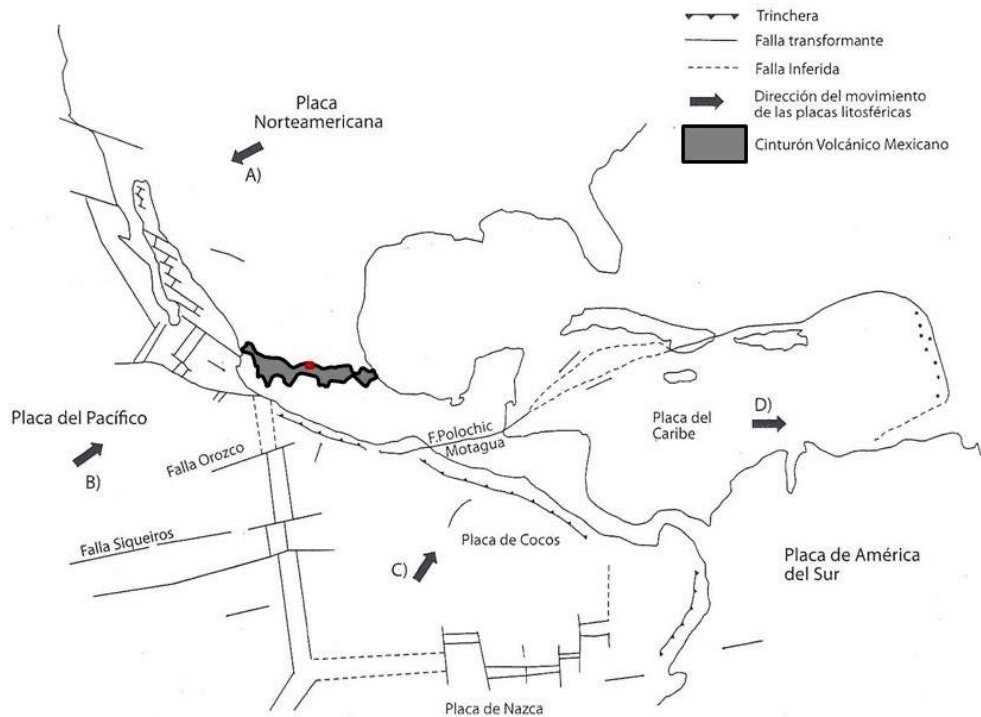 Trinchera
Falla transformante
Falla Inferida
Dirección del movimiento
de las placas litosféricas
Cinturón Volcánico Mexicano
Placa
Norteamericana
A)
Placa del Pacífico
B)
Falla Orozco
Falla Siqueiros
F.Polochic
Motagua
Placa del
Caribe
D)
Placa de Cocos
C)
Placa de América
del Sur
Placa de Nazca